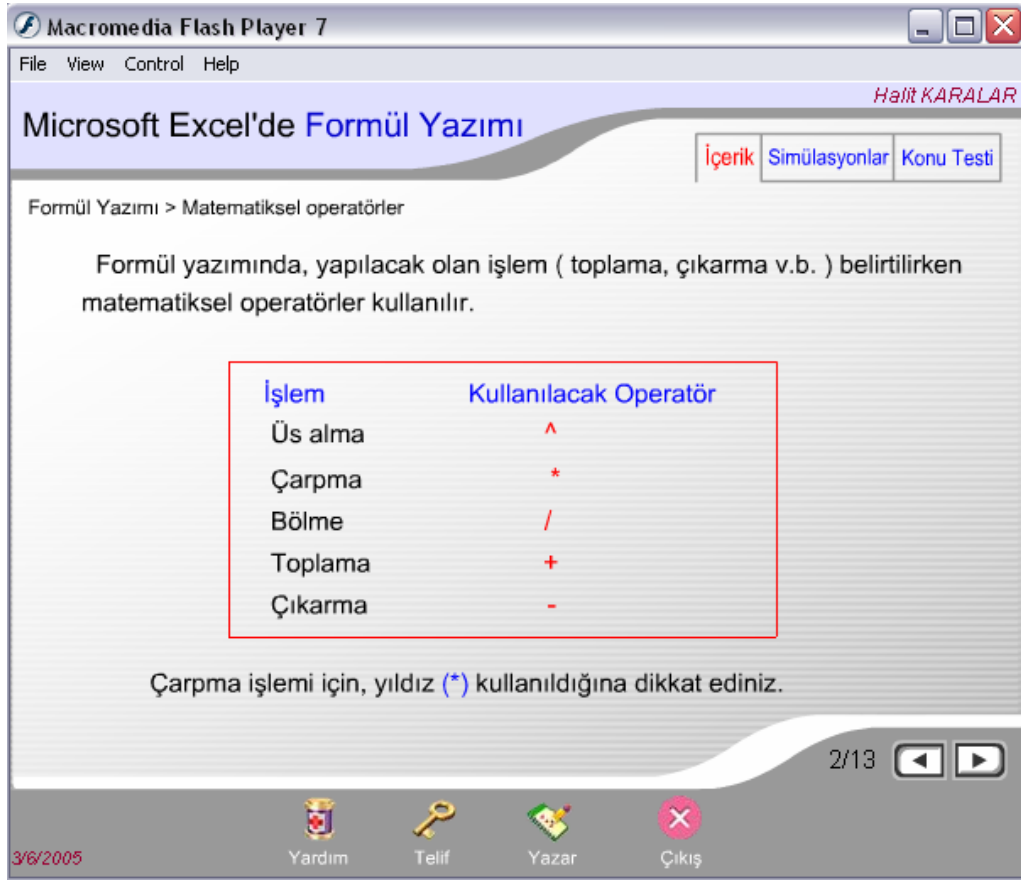 Macromedia Flash Player 7
File View Control Help
Halit KARALAR
Microsoft Excel'de Formül Yazımı
İçerik Simülasyonlar Konu Testi
Formül Yazımı > Matematiksel operatörler
Formül yazımında, yapılacak olan işlem ( toplama, çıkarma v.b. ) belirtilirken
matematiksel operatörler kullanılır.
İşlem Kullanılacak Operatör
Üs alma ^
Çarpma *
Bölme /
Toplama +
Çıkarma -
Çarpma işlemi için, yıldız (*) kullanıldığına dikkat ediniz.
2/13
3/6/2005 Yardım Telif Yazar Çıkış